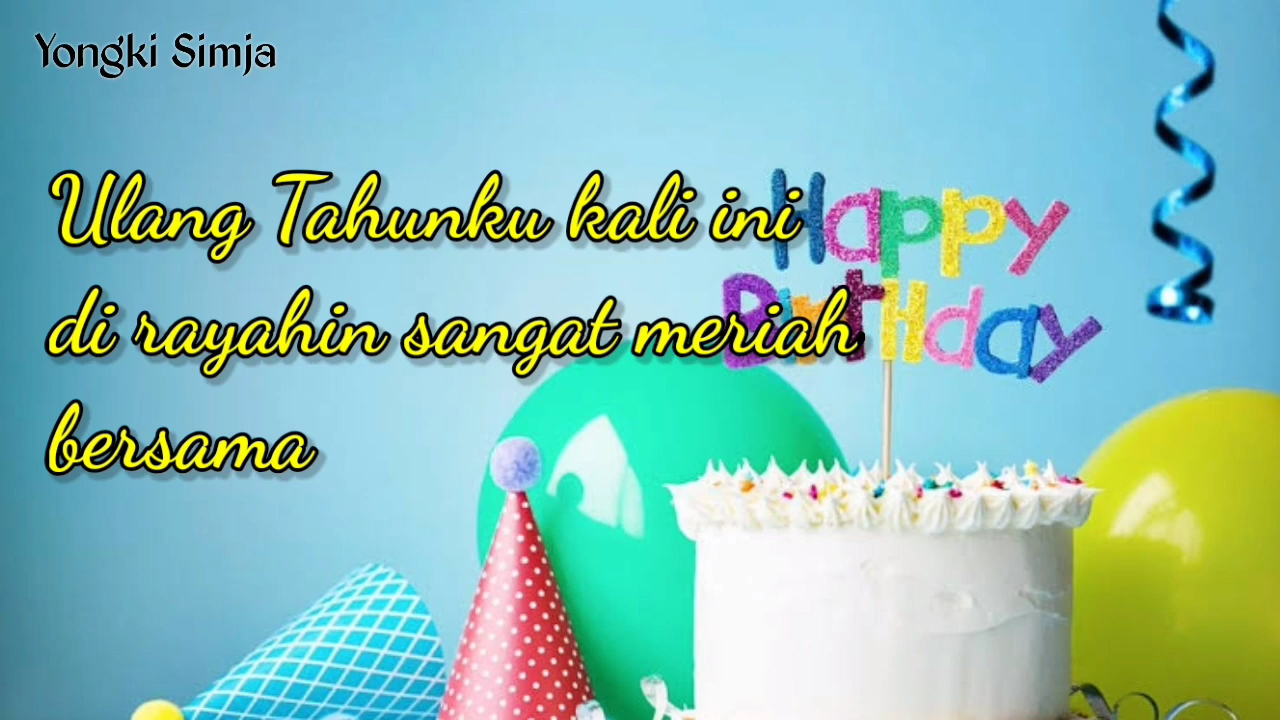 Yongki Simja
Ulang Tahunku kali ini
di rayahin sangat meriah
bersama
Happy
BirtHday